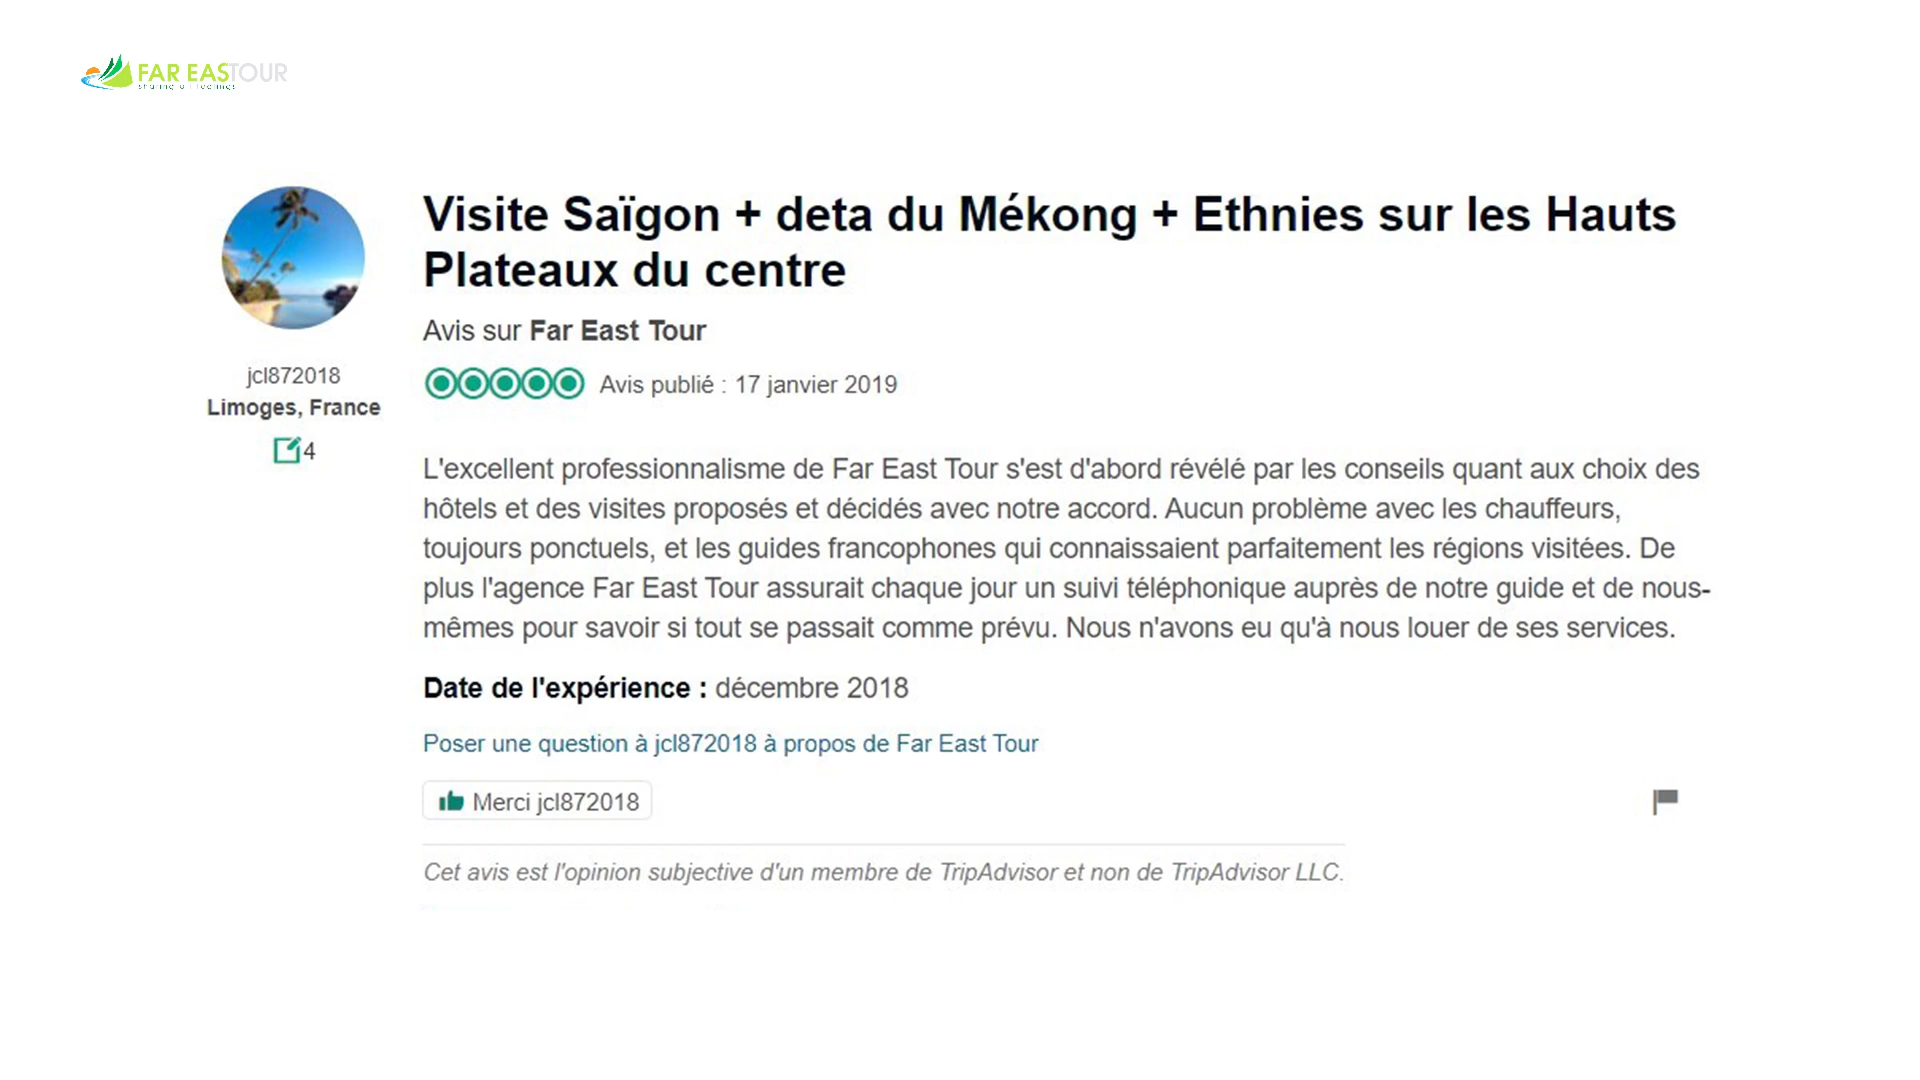 FAR EASTOUR
Visite Saïgon + deta du Mékong + Ethnies sur les Hauts
Plateaux du centre
Avis sur Far East Tour
Avis publié : 17 janvier 2019
jcl872018
Limoges, France
4
L'excellent professionnalisme de Far East Tour s'est d'abord révélé par les conseils quant aux choix des
hôtels et des visites proposés et décidés avec notre accord. Aucun problème avec les chauffeurs,
toujours ponctuels, et les guides francophones qui connaissaient parfaitement les régions visitées. De
plus l'agence Far East Tour assurait chaque jour un suivi téléphonique auprès de notre guide et de nous-
mêmes pour savoir si tout se passait comme prévu. Nous n'avons eu qu'à nous louer de ses services.
Date de l'expérience : décembre 2018
Poser une question à jcl872018 à propos de Far East Tour
Merci jcl872018
Cet avis est l'opinion subjective d'un membre de TripAdvisor et non de TripAdvisor LLC.